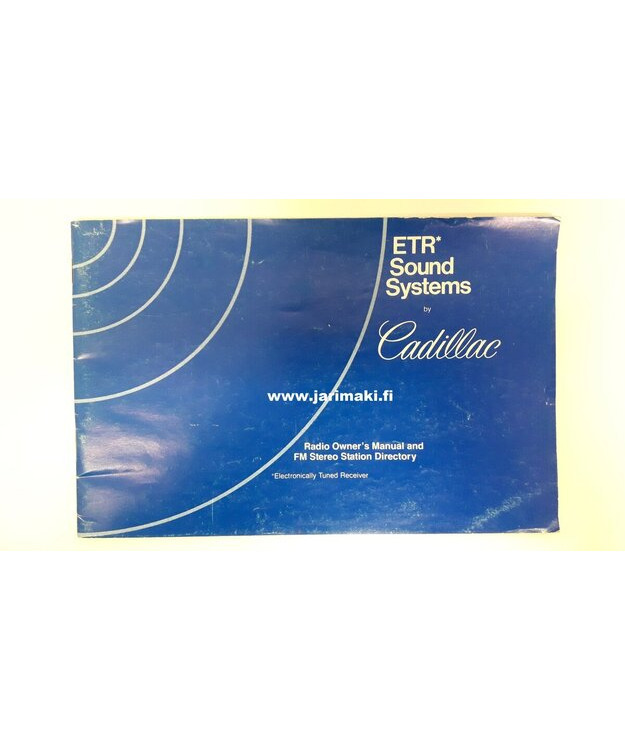 ETR*
Sound
Systems
by
Cadillac
www.jarimaki.fi
Radio Owner's Manual and
FM Stereo Station Directory
*Electronically Tuned Receiver